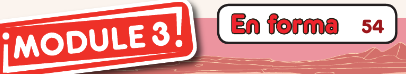 ¡MODULE 3!
En forma 54